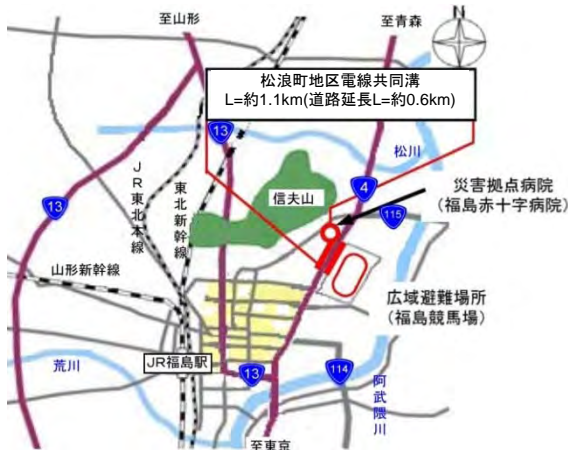 至山形
至青森
松浪町地区電線共同溝
L=約1.1km(道路延長L=約0.6km)
13
松川
JR東北本線
東北新幹線
信夫山
4
災害拠点病院
（福島赤十字病院）
115
13
山形新幹線
広域避難場所
（福島競馬場）
JR福島駅
荒川
13
114
阿武隈川
至東京